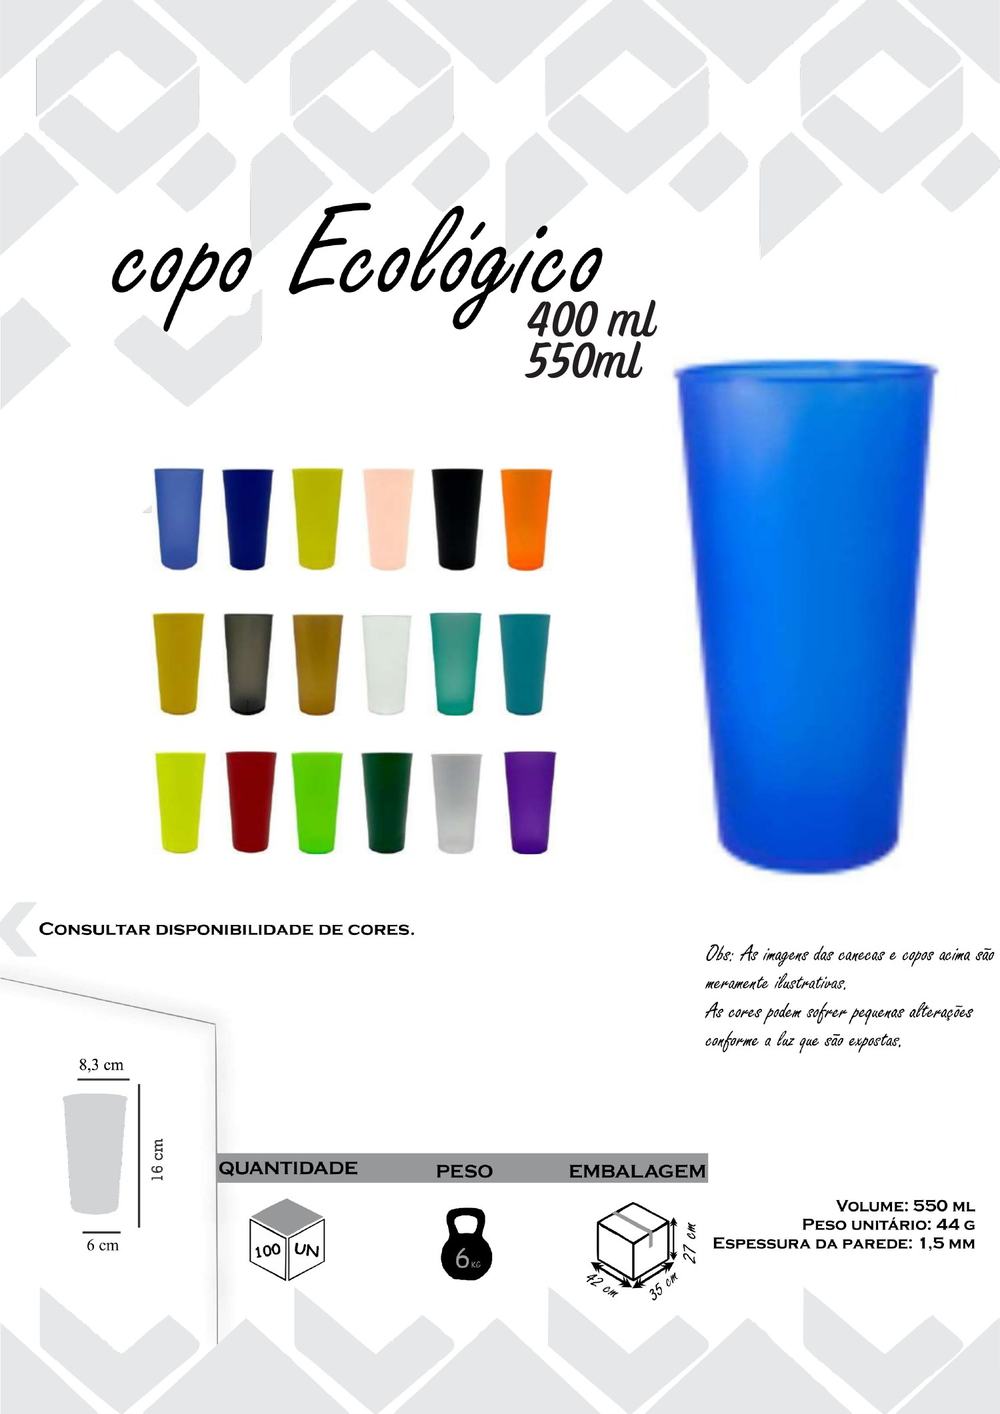 copo Ecológico
400 ml
550ml
Consultar disponibilidade de cores.
Obs: As imagens das canecas e copos acima são
meramente ilustrativas.
As cores podem sofrer pequenas alterações
conforme a luz que são expostas.
8,3 cm
16 cm
6 cm
QUANTIDADE
PESO
EMBALAGEM
100 UN
6 KG
42 cm
35 cm
27 cm
Volume: 550 ml
Peso unitário: 44 g
Espessura da parede: 1,5 mm